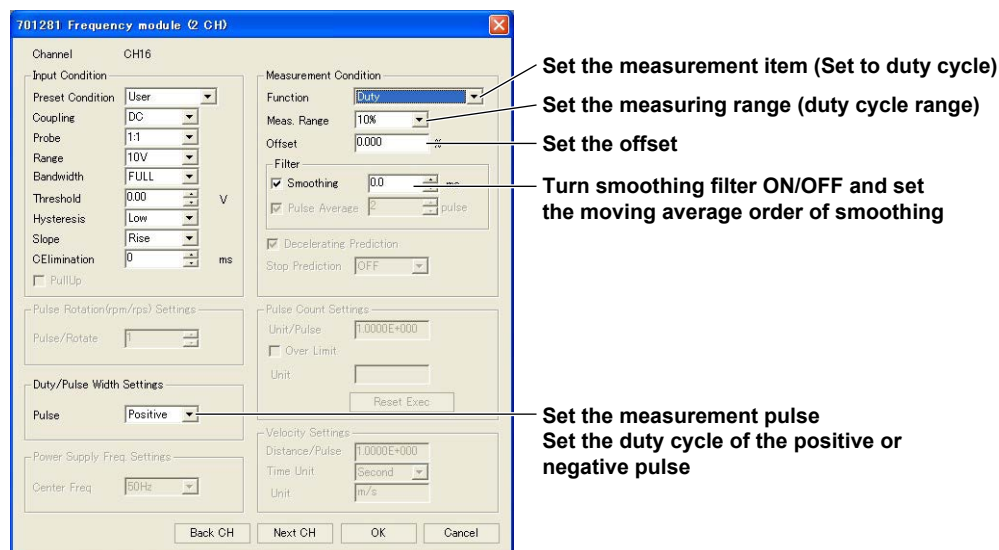 701281 Frequency module (2 CH)
Channel CH16
Input Condition
Preset Condition User
Coupling DC
Probe 1:1
Range 10V
Bandwidth FULL
Threshold 0.00 V
Hysteresis Low
Slope Rise
CElimination 0 ms
PullUp
Pulse Rotation(rpm/rps) Settings
Pulse/Rotate 1
Duty/Pulse Width Settings
Pulse Positive
Power Supply Freq. Settings
Center Freq 50Hz
Measurement Condition
Function Duty
Meas. Range 10%
Offset 0.000 %
Filter
Smoothing 0.0 ms
Pulse Average 2 pulse
Decelerating Prediction
Stop Prediction OFF
Pulse Count Settings
Unit/Pulse 1.0000E+000
Over Limit
Unit
Reset Exec
Velocity Settings
Distance/Pulse 1.0000E+000
Time Unit Second
Unit m/s
Back CH Next CH OK Cancel
Set the measurement item (Set to duty cycle)
Set the measuring range (duty cycle range)
Set the offset
Turn smoothing filter ON/OFF and set
the moving average order of smoothing
Set the measurement pulse
Set the duty cycle of the positive or
negative pulse